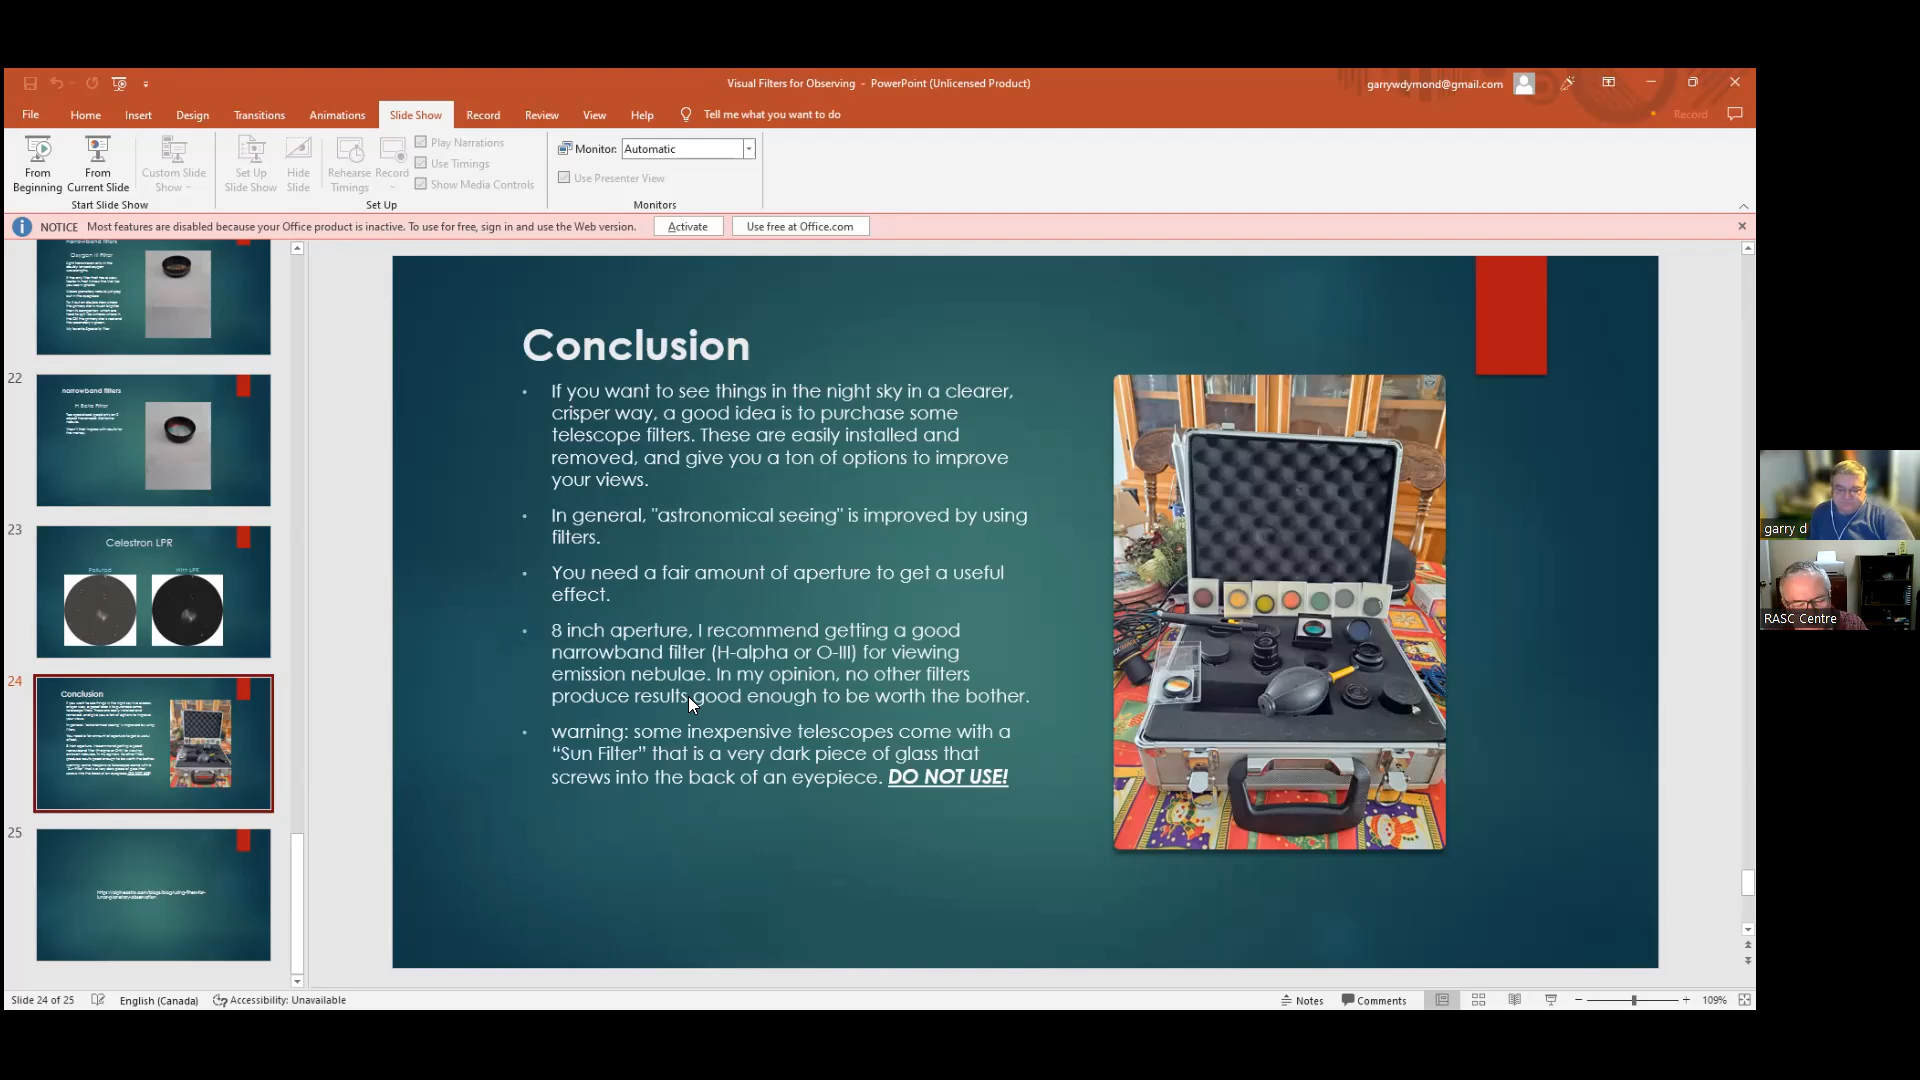 Visual Filters for Observing - PowerPoint (Unlicensed Product)
garrywdymond@gmail.com
File Home Insert Design Transitions Animations Slide Show Record Review View Help Tell me what you want to do
Record
From Beginning
From Current Slide
Custom Slide Show
Set Up Slide Show
Hide Slide
Rehearse Timings
Record
Play Narrations
Use Timings
Show Media Controls
Monitor: Automatic
Use Presenter View
Start Slide Show
Set Up
Monitors
NOTICE Most features are disabled because your Office product is inactive. To use for free, sign in and use the Web version. Activate Use free at Office.com
narrowband filters
Oxygen III Filter
22
narrowband filters
H Beta Filter
23
Celestron LPR
Polluted
With LPR
24
Conclusion
25
Conclusion
• If you want to see things in the night sky in a clearer,
crisper way, a good idea is to purchase some
telescope filters. These are easily installed and
removed, and give you a ton of options to improve
your views.
• In general, "astronomical seeing" is improved by using
filters.
• You need a fair amount of aperture to get a useful
effect.
• 8 inch aperture, I recommend getting a good
narrowband filter (H-alpha or O-III) for viewing
emission nebulae. In my opinion, no other filters
produce results good enough to be worth the bother.
• warning: some inexpensive telescopes come with a
“Sun Filter” that is a very dark piece of glass that
screws into the back of an eyepiece. DO NOT USE!
garry d
RASC Centre
Slide 24 of 25 English (Canada) Accessibility: Unavailable Notes Comments 109%